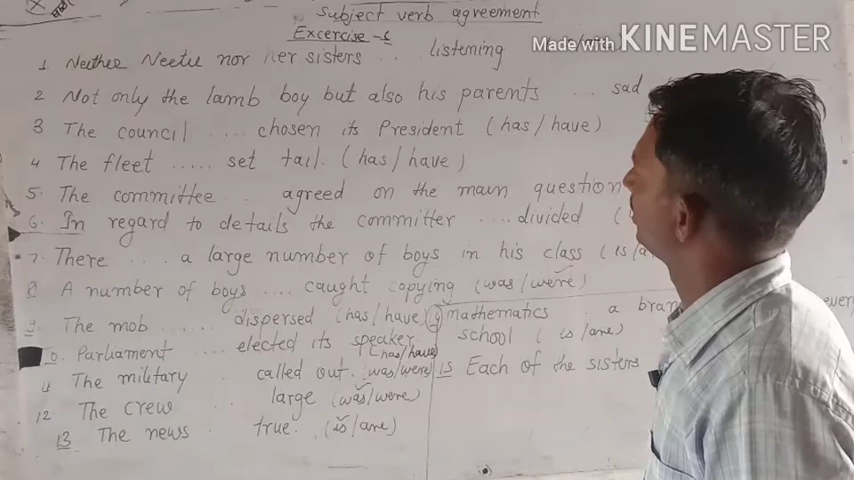 Subject verb agreement
Excercise -6
Made with KINEMASTER
1 Neither Neetu nor her sisters .. listening
2 Not only the lamb boy but also his parents ... sad
3 The council .... chosen its President (has/have)
4 The fleet ..... set tail. (has/have)
5. The committee .. agreed on the main question
6. In regard to details the committer .... divided (
7. There .... a large number of boys in his class (is/a
8 A number of boys .... caught copying (was/were)
9. The mob ...... dispersed (has/have)
10. Parliament .... elected its speaker (has/have)
11 The military called out. (was/were)
12. The crew .. large (was/were)
13 The news .. true. (is/are)
mathematics . a bran
school (is/are)
15 Each of the sisters